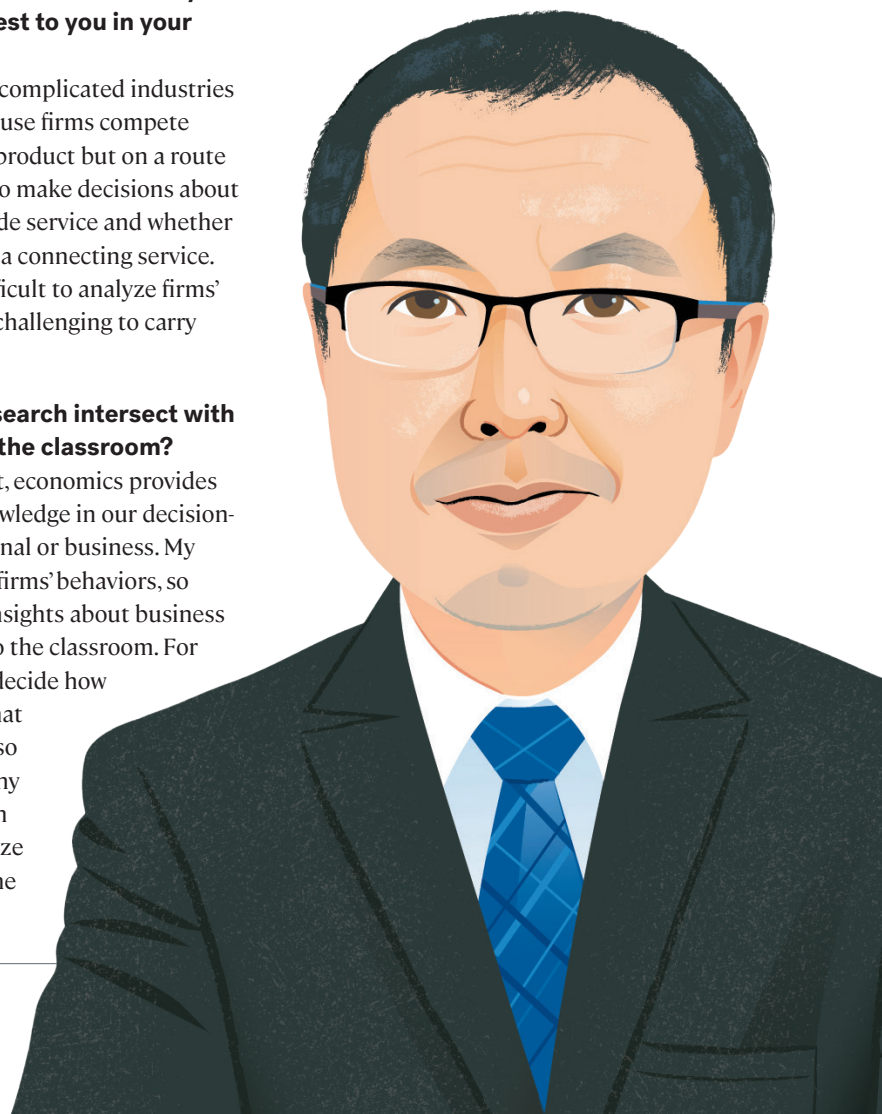 est to you in your
complicated industries
use firms compete
product but on a route
o make decisions about
de service and whether
a connecting service.
ficult to analyze firms’
challenging to carry
search intersect with
the classroom?
t, economics provides
wledge in our decision-
nal or business. My
firms’ behaviors, so
nsights about business
o the classroom. For
decide how
hat
so
ny
n
ze
ne